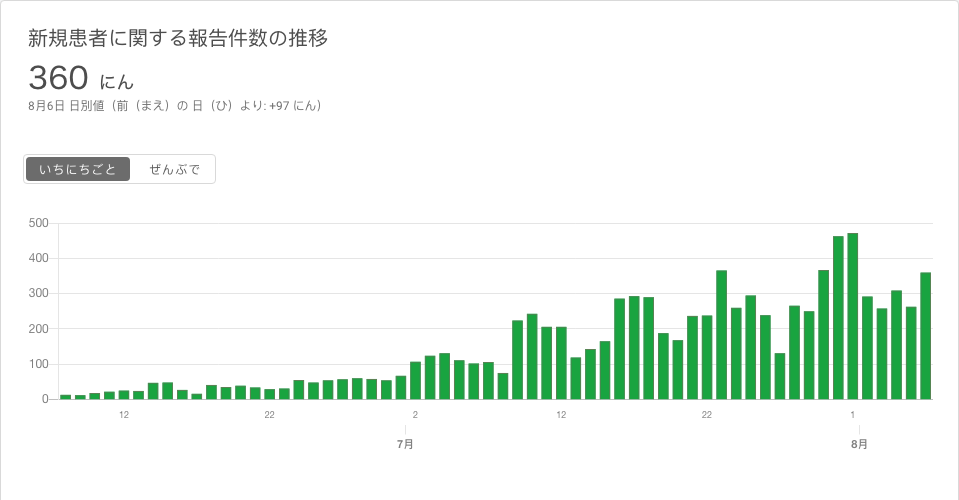 新規患者に関する報告件数の推移
360 にん
8月6日 日別値（前（まえ）の 日（ひ）より: +97 にん）
いちにちごと ぜんぶで
500
400
300
200
100
0
12 22 2 12 22 1
7月 8月